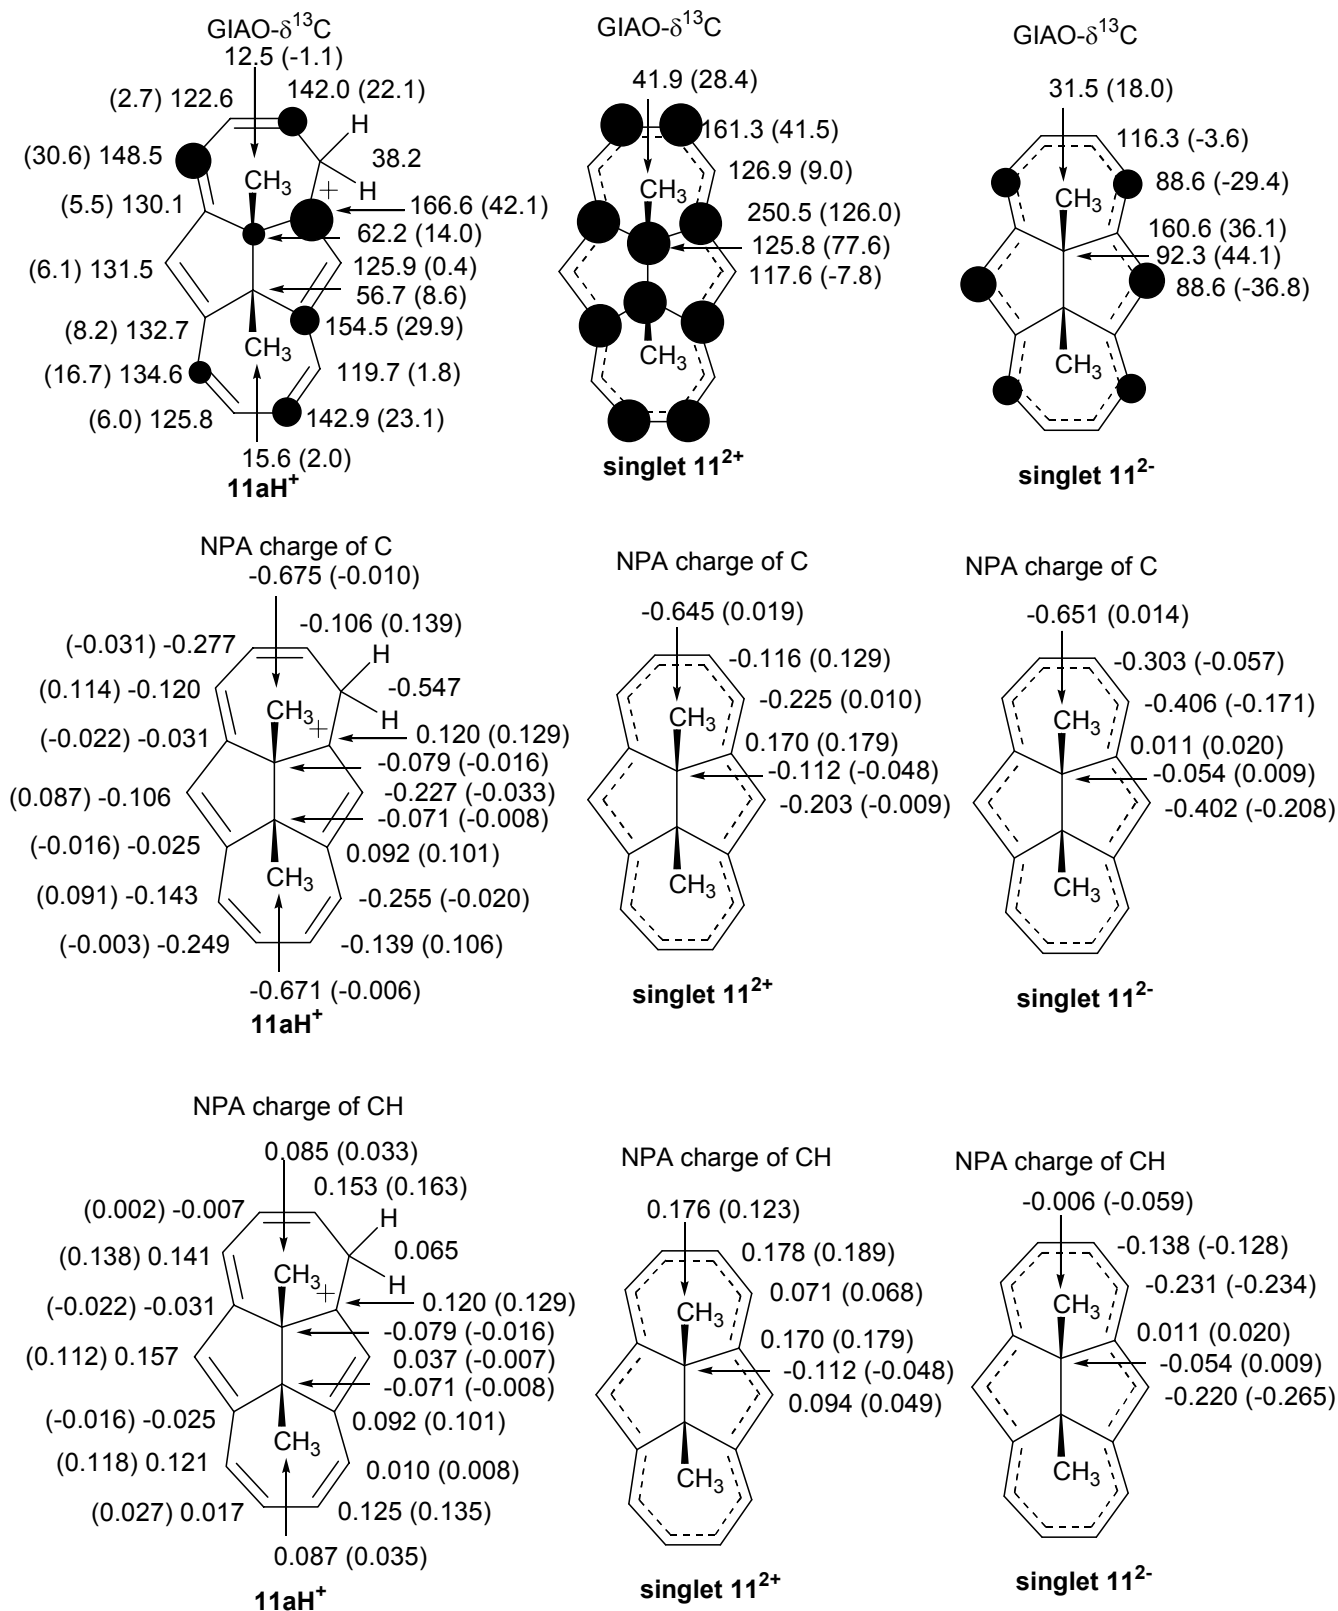 GIAO-δ¹³C
12.5 (-1.1)
142.0 (22.1)
(2.7) 122.6
H
(30.6) 148.5
38.2
H
CH₃
+
(5.5) 130.1
166.6 (42.1)
62.2 (14.0)
(6.1) 131.5
125.9 (0.4)
56.7 (8.6)
(8.2) 132.7
154.5 (29.9)
CH₃
(16.7) 134.6
119.7 (1.8)
(6.0) 125.8
142.9 (23.1)
15.6 (2.0)
11aH⁺
GIAO-δ¹³C
41.9 (28.4)
161.3 (41.5)
126.9 (9.0)
CH₃
250.5 (126.0)
125.8 (77.6)
117.6 (-7.8)
CH₃
singlet 11²⁺
GIAO-δ¹³C
31.5 (18.0)
116.3 (-3.6)
88.6 (-29.4)
CH₃
160.6 (36.1)
92.3 (44.1)
88.6 (-36.8)
CH₃
singlet 11²⁻
NPA charge of C
-0.675 (-0.010)
-0.106 (0.139)
(-0.031) -0.277
H
(0.114) -0.120
-0.547
CH₃
H
+
(-0.022) -0.031
0.120 (0.129)
-0.079 (-0.016)
(0.087) -0.106
-0.227 (-0.033)
-0.071 (-0.008)
(-0.016) -0.025
0.092 (0.101)
CH₃
(0.091) -0.143
-0.255 (-0.020)
(-0.003) -0.249
-0.139 (0.106)
-0.671 (-0.006)
11aH⁺
NPA charge of C
-0.645 (0.019)
-0.116 (0.129)
-0.225 (0.010)
CH₃
0.170 (0.179)
-0.112 (-0.048)
-0.203 (-0.009)
CH₃
singlet 11²⁺
NPA charge of C
-0.651 (0.014)
-0.303 (-0.057)
-0.406 (-0.171)
CH₃
0.011 (0.020)
-0.054 (0.009)
-0.402 (-0.208)
CH₃
singlet 11²⁻
NPA charge of CH
0.085 (0.033)
0.153 (0.163)
(0.002) -0.007
H
(0.138) 0.141
0.065
CH₃
H
+
(-0.022) -0.031
0.120 (0.129)
-0.079 (-0.016)
(0.112) 0.157
0.037 (-0.007)
-0.071 (-0.008)
(-0.016) -0.025
0.092 (0.101)
CH₃
(0.118) 0.121
0.010 (0.008)
(0.027) 0.017
0.125 (0.135)
0.087 (0.035)
11aH⁺
NPA charge of CH
0.176 (0.123)
0.178 (0.189)
0.071 (0.068)
CH₃
0.170 (0.179)
-0.112 (-0.048)
0.094 (0.049)
CH₃
singlet 11²⁺
NPA charge of CH
-0.006 (-0.059)
-0.138 (-0.128)
-0.231 (-0.234)
CH₃
0.011 (0.020)
-0.054 (0.009)
-0.220 (-0.265)
CH₃
singlet 11²⁻